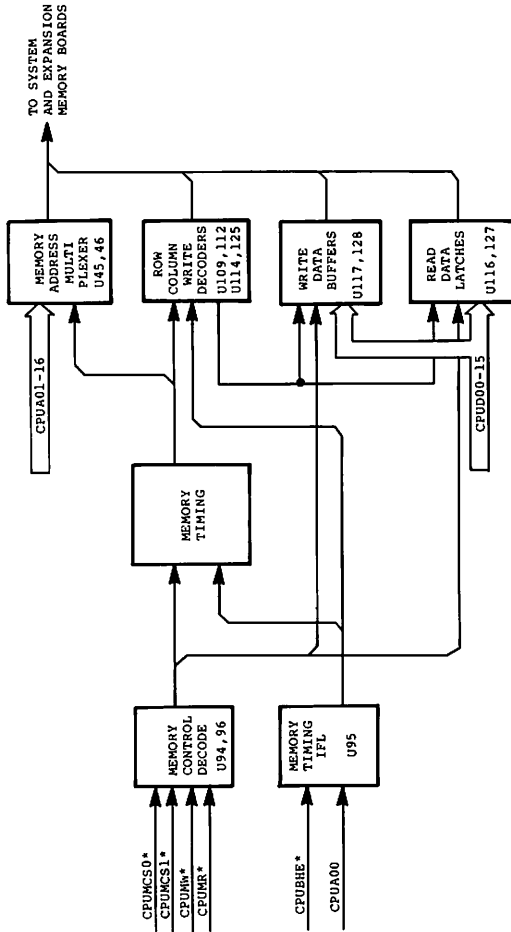 CPUMCS0*
CPUMCS1*
CPUMW*
CPUMR*
MEMORY
CONTROL
DECODE
U94,96
CPUBHE*
CPUA00
MEMORY
TIMING
IFL
U95
MEMORY
TIMING
CPUA01-16
MEMORY
ADDRESS
MULTI
PLEXER
U45,46
ROW
COLUMN
WRITE
DECODERS
U109,112
U114,125
WRITE
DATA
BUFFERS
U117,128
READ
DATA
LATCHES
U116,127
CPUD00-15
TO SYSTEM
AND EXPANSION
MEMORY BOARDS